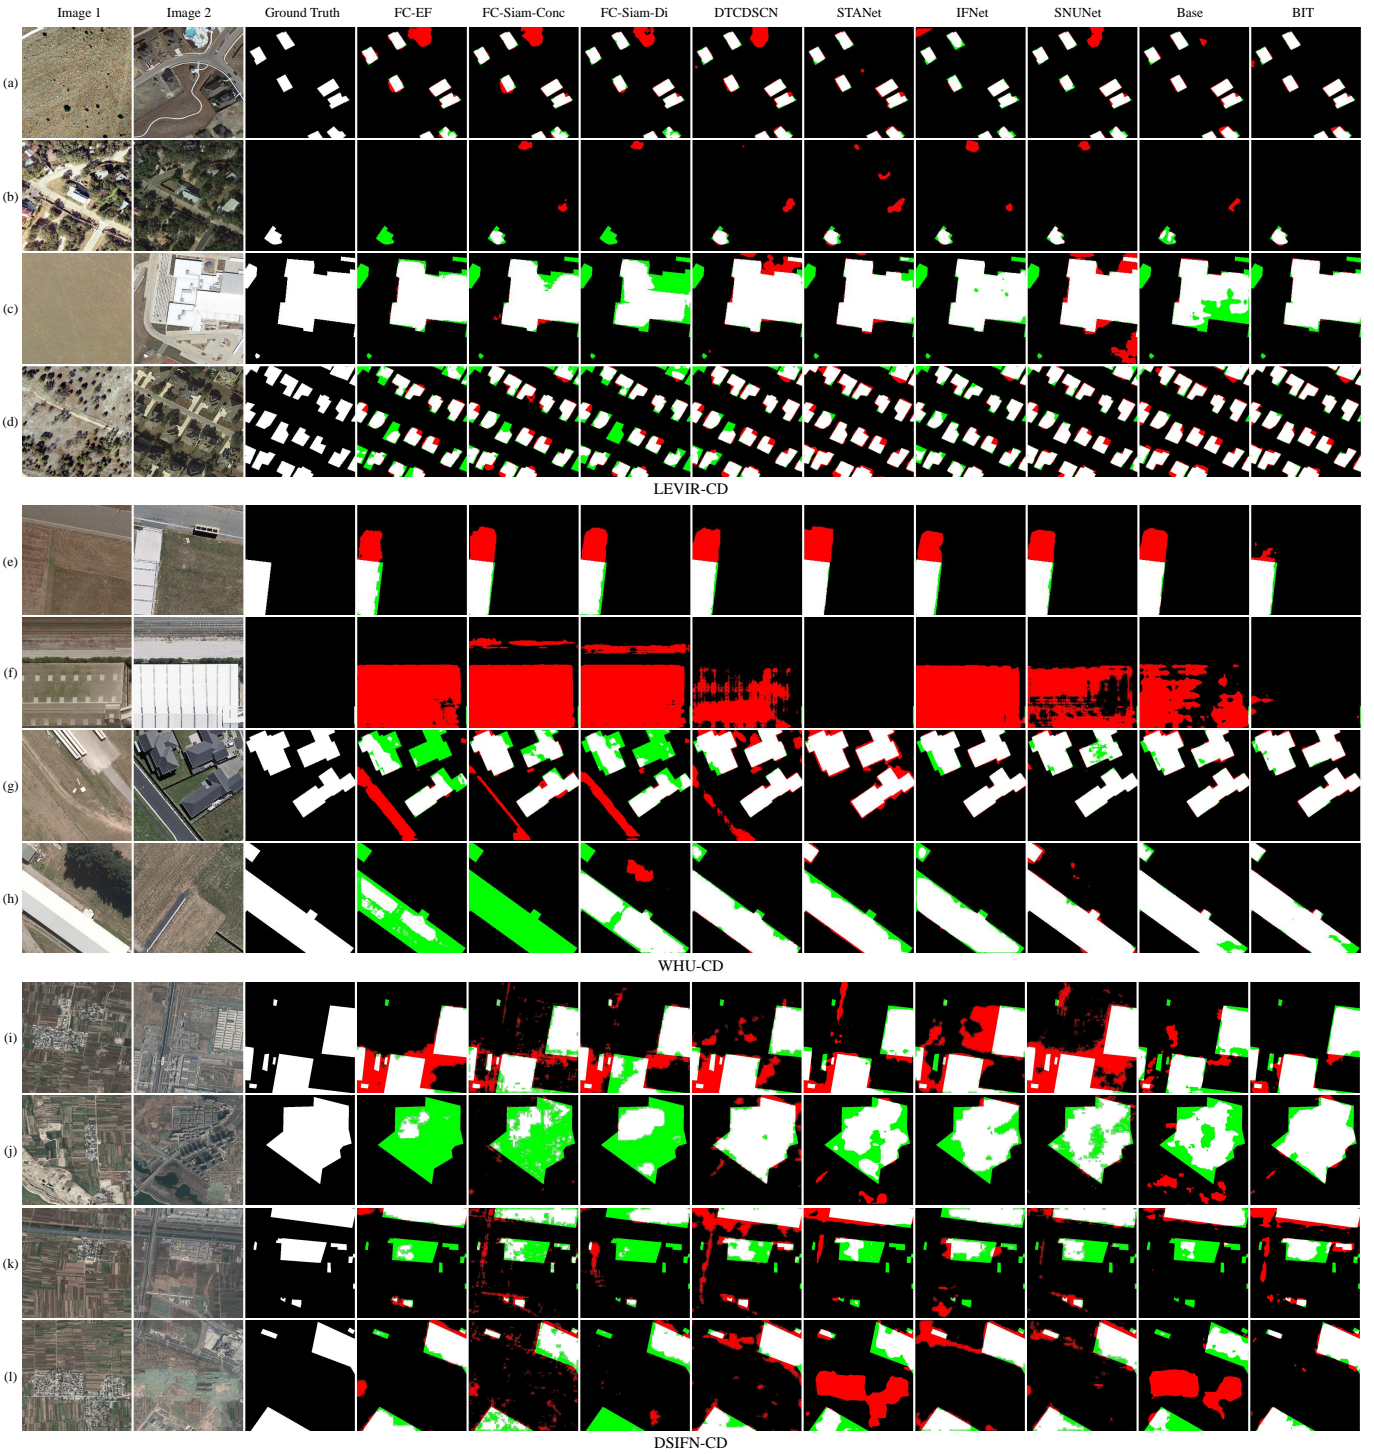 Image 1 Image 2 Ground Truth FC-EF FC-Siam-Conc FC-Siam-Di DTCDSCN STANet IFNet SNUNet Base BIT
(a)
(b)
(c)
(d)
LEVIR-CD
(e)
(f)
(g)
(h)
WHU-CD
(i)
(j)
(k)
(l)
DSIFN-CD